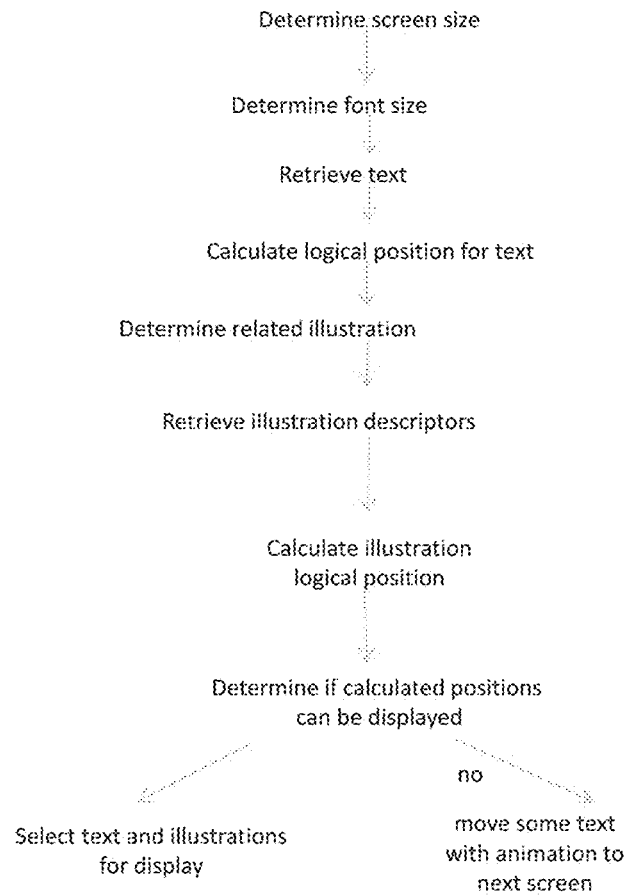 Determine screen size
Determine font size
Retrieve text
Calculate logical position for text
Determine related illustration
Retrieve illustration descriptors
Calculate illustration
logical position
Determine if calculated positions
can be displayed
no
Select text and illustrations
for display
move some text
with animation to
next screen